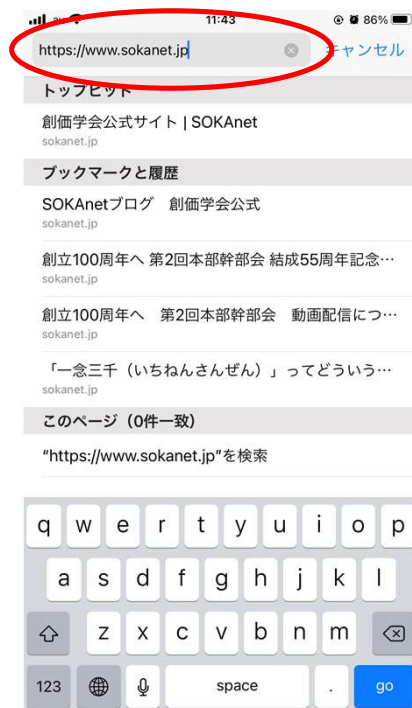 11:43 86%
https://www.sokanet.jp キャンセル
トップヒット
創価学会公式サイト | SOKAnet
sokanet.jp
ブックマークと履歴
SOKAnetブログ　創価学会公式
sokanet.jp
創立100周年へ 第2回本部幹部会 結成55周年記念…
sokanet.jp
創立100周年へ　第2回本部幹部会　動画配信につ…
sokanet.jp
「一念三千（いちねんさんぜん）」ってどういう…
sokanet.jp
このページ（0件一致）
“https://www.sokanet.jp”を検索
q w e r t y u i o p
a s d f g h j k l
z x c v b n m
123 space . go